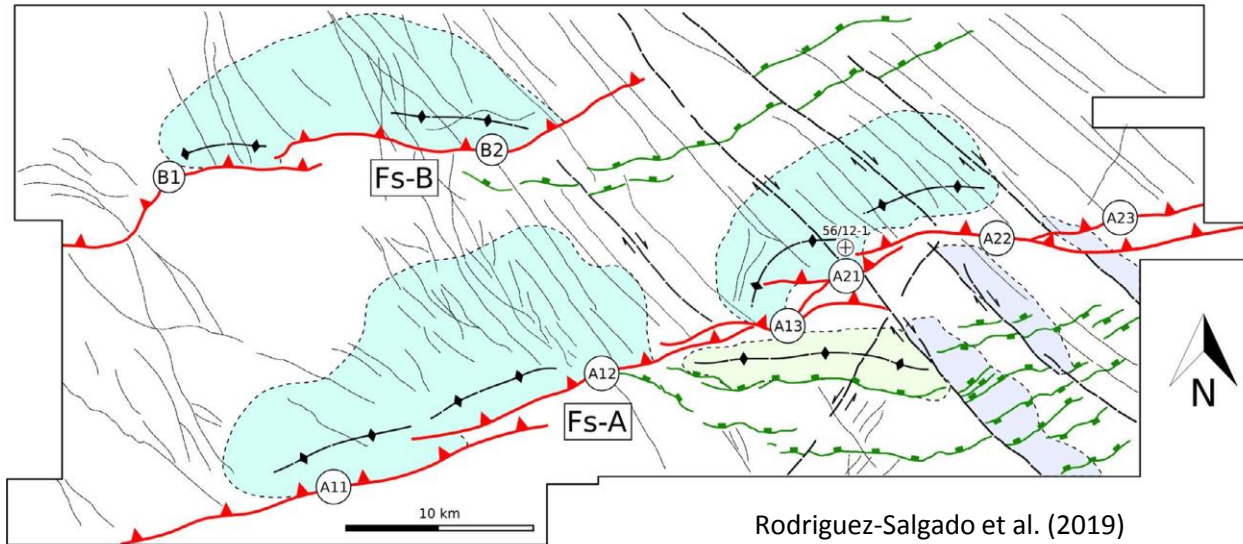 B1
B2
Fs-B
A23
56/12-1
A22
A21
A13
A12
Fs-A
A11
10 km
N
Rodriguez-Salgado et al. (2019)